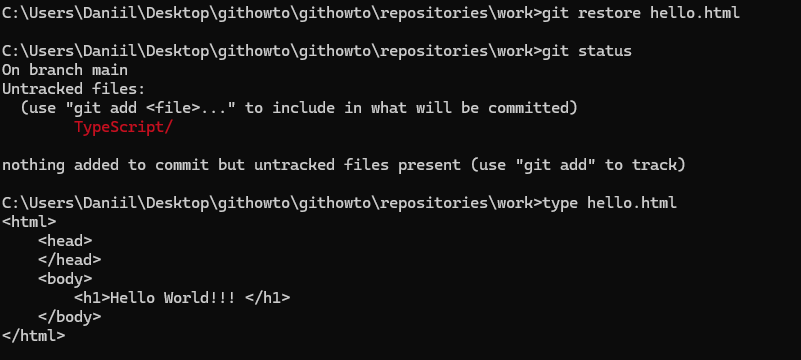 C:\Users\Daniil\Desktop\githowto\githowto\repositories\work>git restore hello.html
C:\Users\Daniil\Desktop\githowto\githowto\repositories\work>git status
On branch main
Untracked files:
  (use "git add <file>..." to include in what will be committed)
        TypeScript/
nothing added to commit but untracked files present (use "git add" to track)
C:\Users\Daniil\Desktop\githowto\githowto\repositories\work>type hello.html
<html>
    <head>
    </head>
    <body>
        <h1>Hello World!!! </h1>
    </body>
</html>